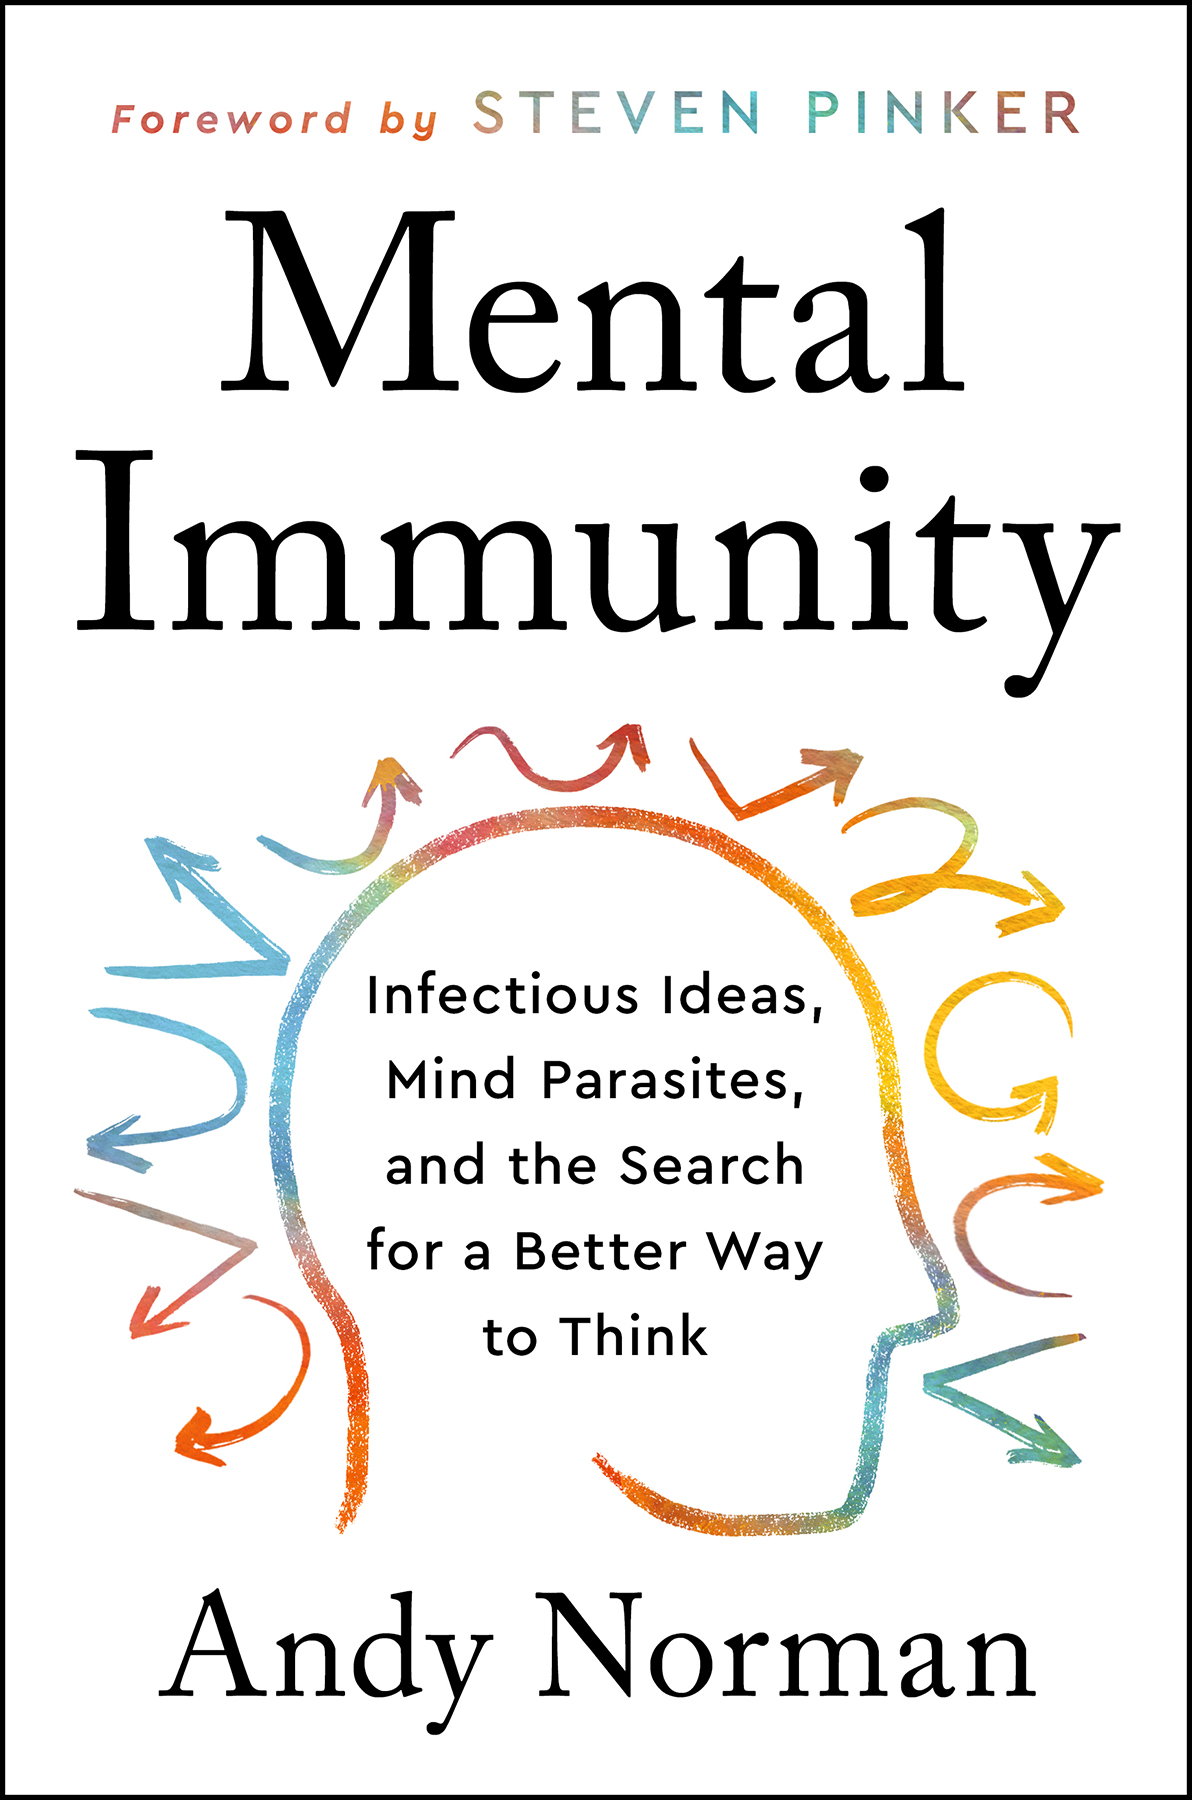 Foreword by STEVEN PINKER
Mental
Immunity
Infectious Ideas,
Mind Parasites,
and the Search
for a Better Way
to Think
Andy Norman